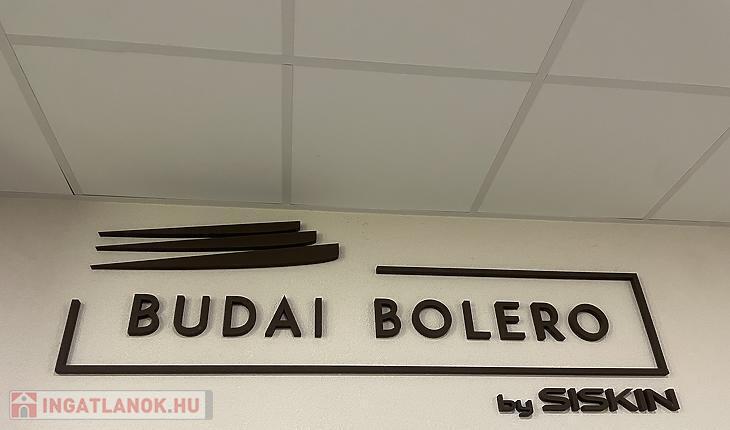 BUDAI BOLERO
by SISKIN
INGATLANOK.HU